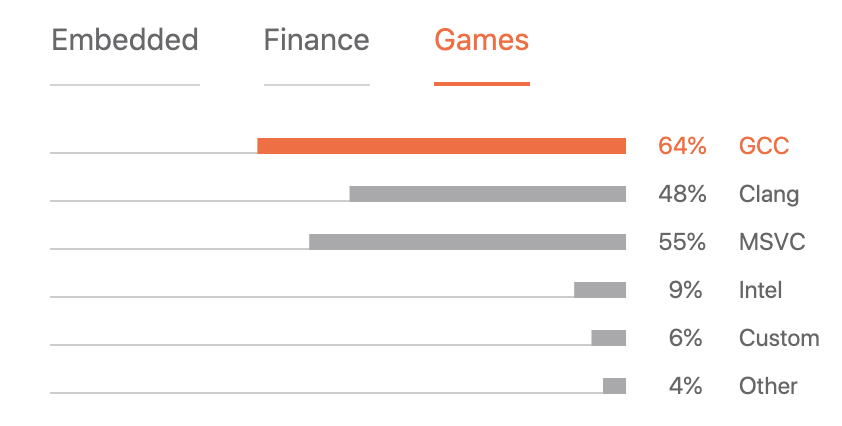 Embedded Finance Games
64% GCC
48% Clang
55% MSVC
9% Intel
6% Custom
4% Other